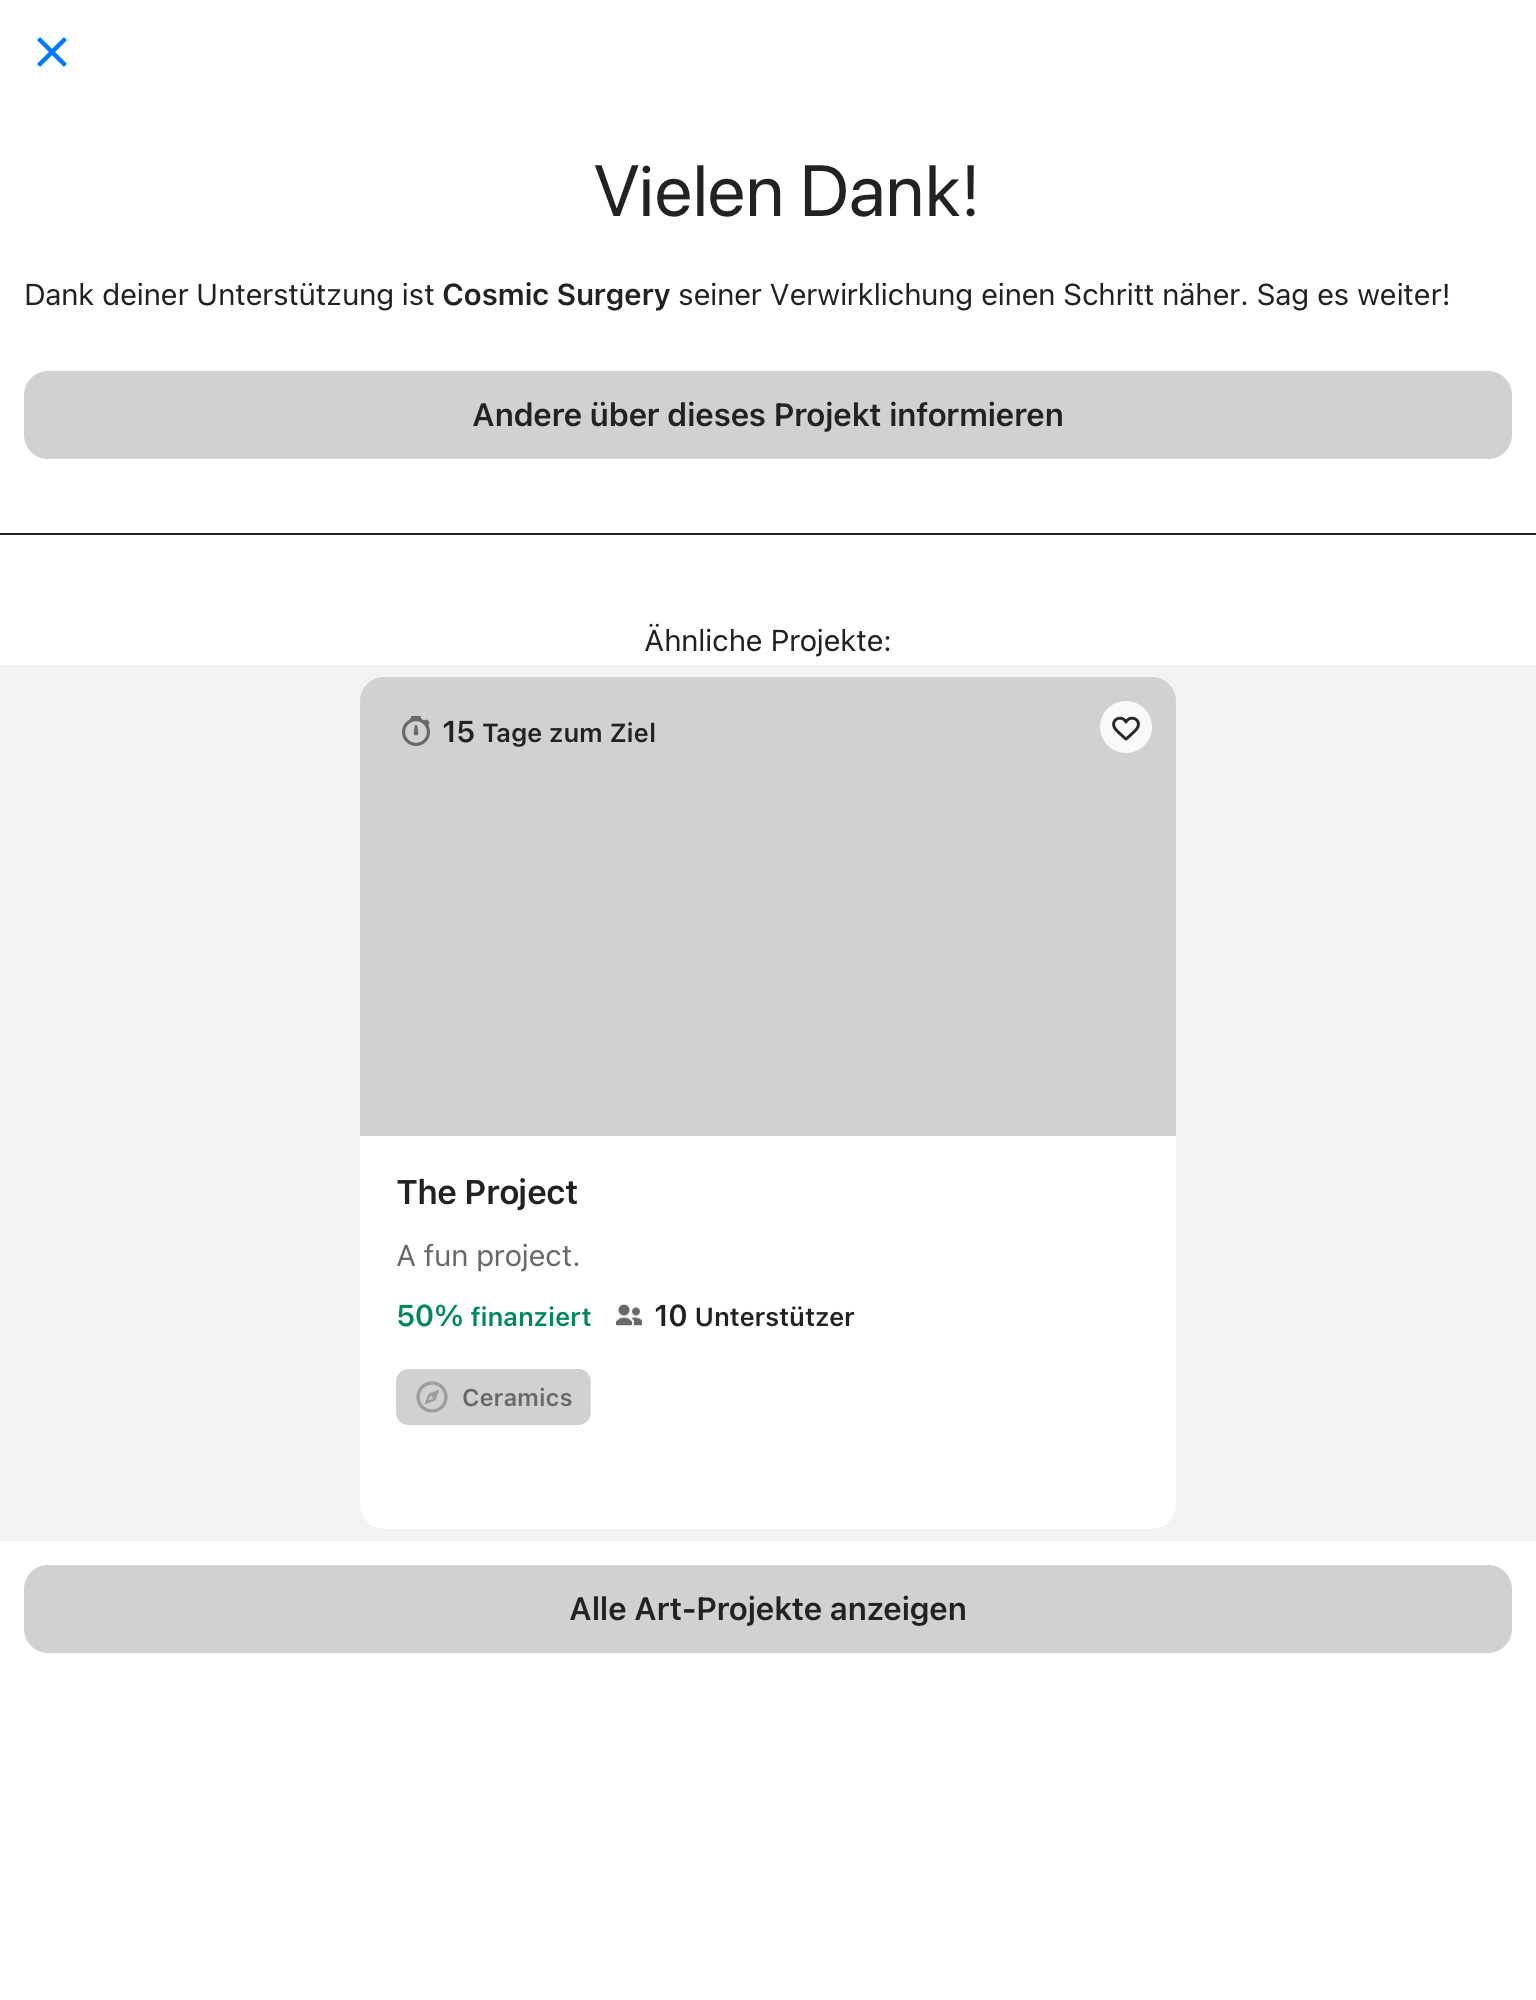 Vielen Dank!
Dank deiner Unterstützung ist Cosmic Surgery seiner Verwirklichung einen Schritt näher. Sag es weiter!
Andere über dieses Projekt informieren
Ähnliche Projekte:
15 Tage zum Ziel
The Project
A fun project.
50% finanziert 10 Unterstützer
Ceramics
Alle Art-Projekte anzeigen